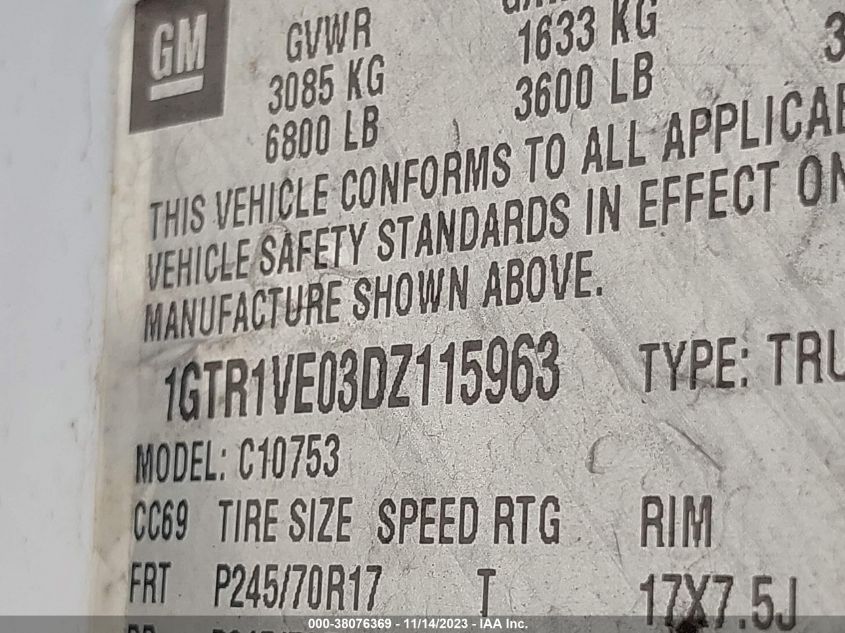 GM
GVWR
3085 KG 1633 KG
6800 LB 3600 LB
THIS VEHICLE CONFORMS TO ALL APPLICAB
VEHICLE SAFETY STANDARDS IN EFFECT ON
MANUFACTURE SHOWN ABOVE.
1GTR1VE03DZ115963 TYPE: TRU
MODEL: C10753
CC69 TIRE SIZE SPEED RTG RIM
FRT P245/70R17 T 17X7.5J
000-38076369 - 11/14/2023 - IAA Inc.